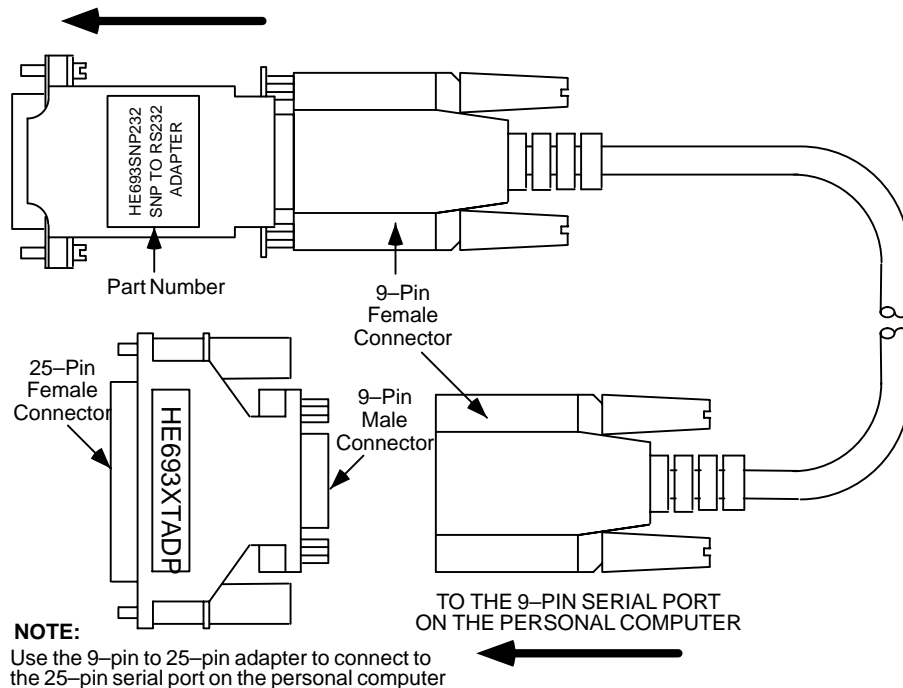 HE693SNP232
SNP TO RS232
ADAPTER
Part Number
9–Pin
Female
Connector
25–Pin
Female
Connector
HE693XTADP
9–Pin
Male
Connector
TO THE 9–PIN SERIAL PORT
ON THE PERSONAL COMPUTER
NOTE:
Use the 9–pin to 25–pin adapter to connect to
the 25–pin serial port on the personal computer